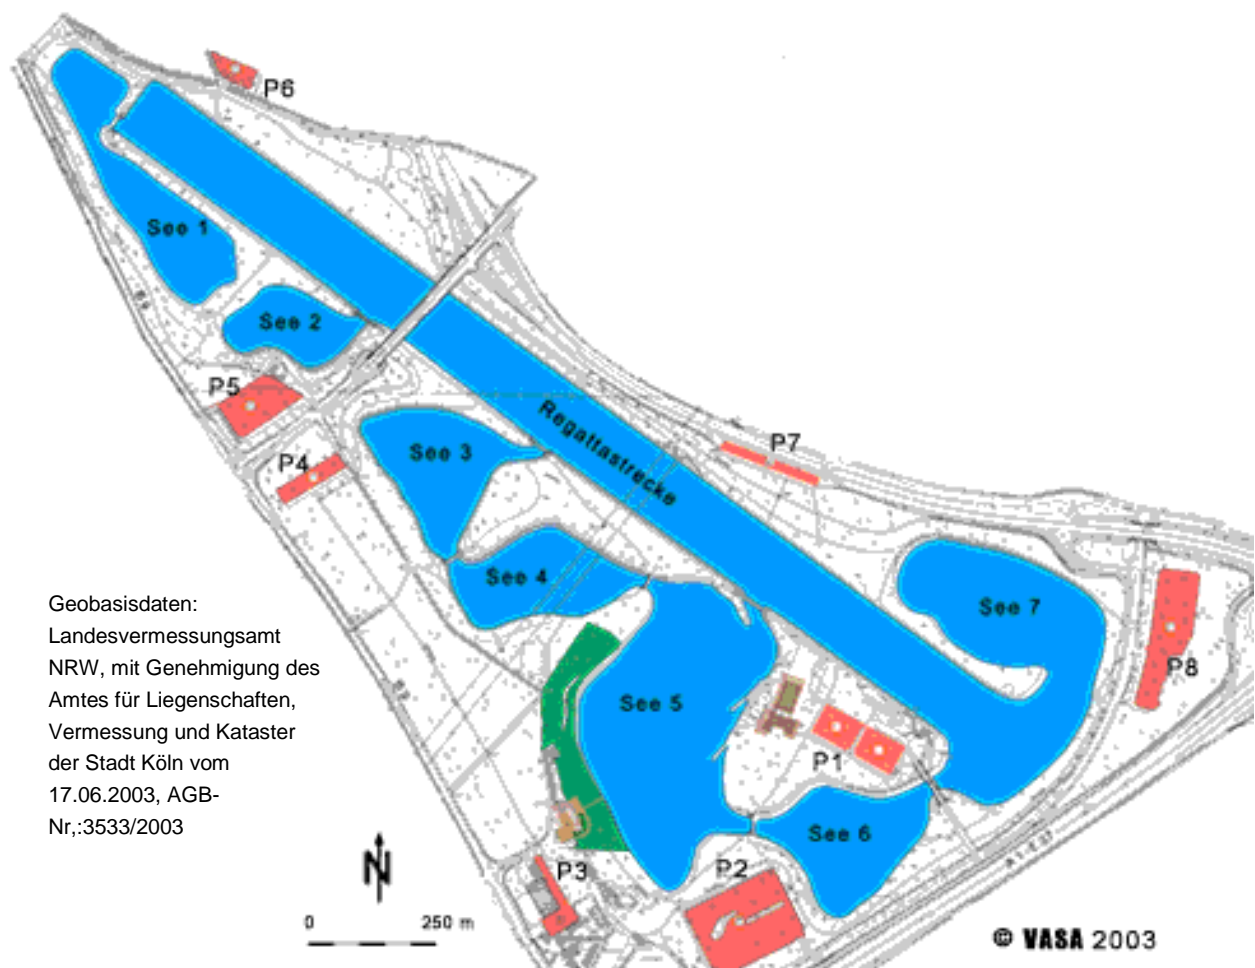 P6
See 1
See 2
P5
P7
Regattastrecke
See 3
P4
See 4
See 7
P8
See 5
P1
See 6
P3
P2
Geobasisdaten:
Landesvermessungsamt
NRW, mit Genehmigung des
Amtes für Liegenschaften,
Vermessung und Kataster
der Stadt Köln vom
17.06.2003, AGB-
Nr,:3533/2003
N
0 250 m
© VASA 2003